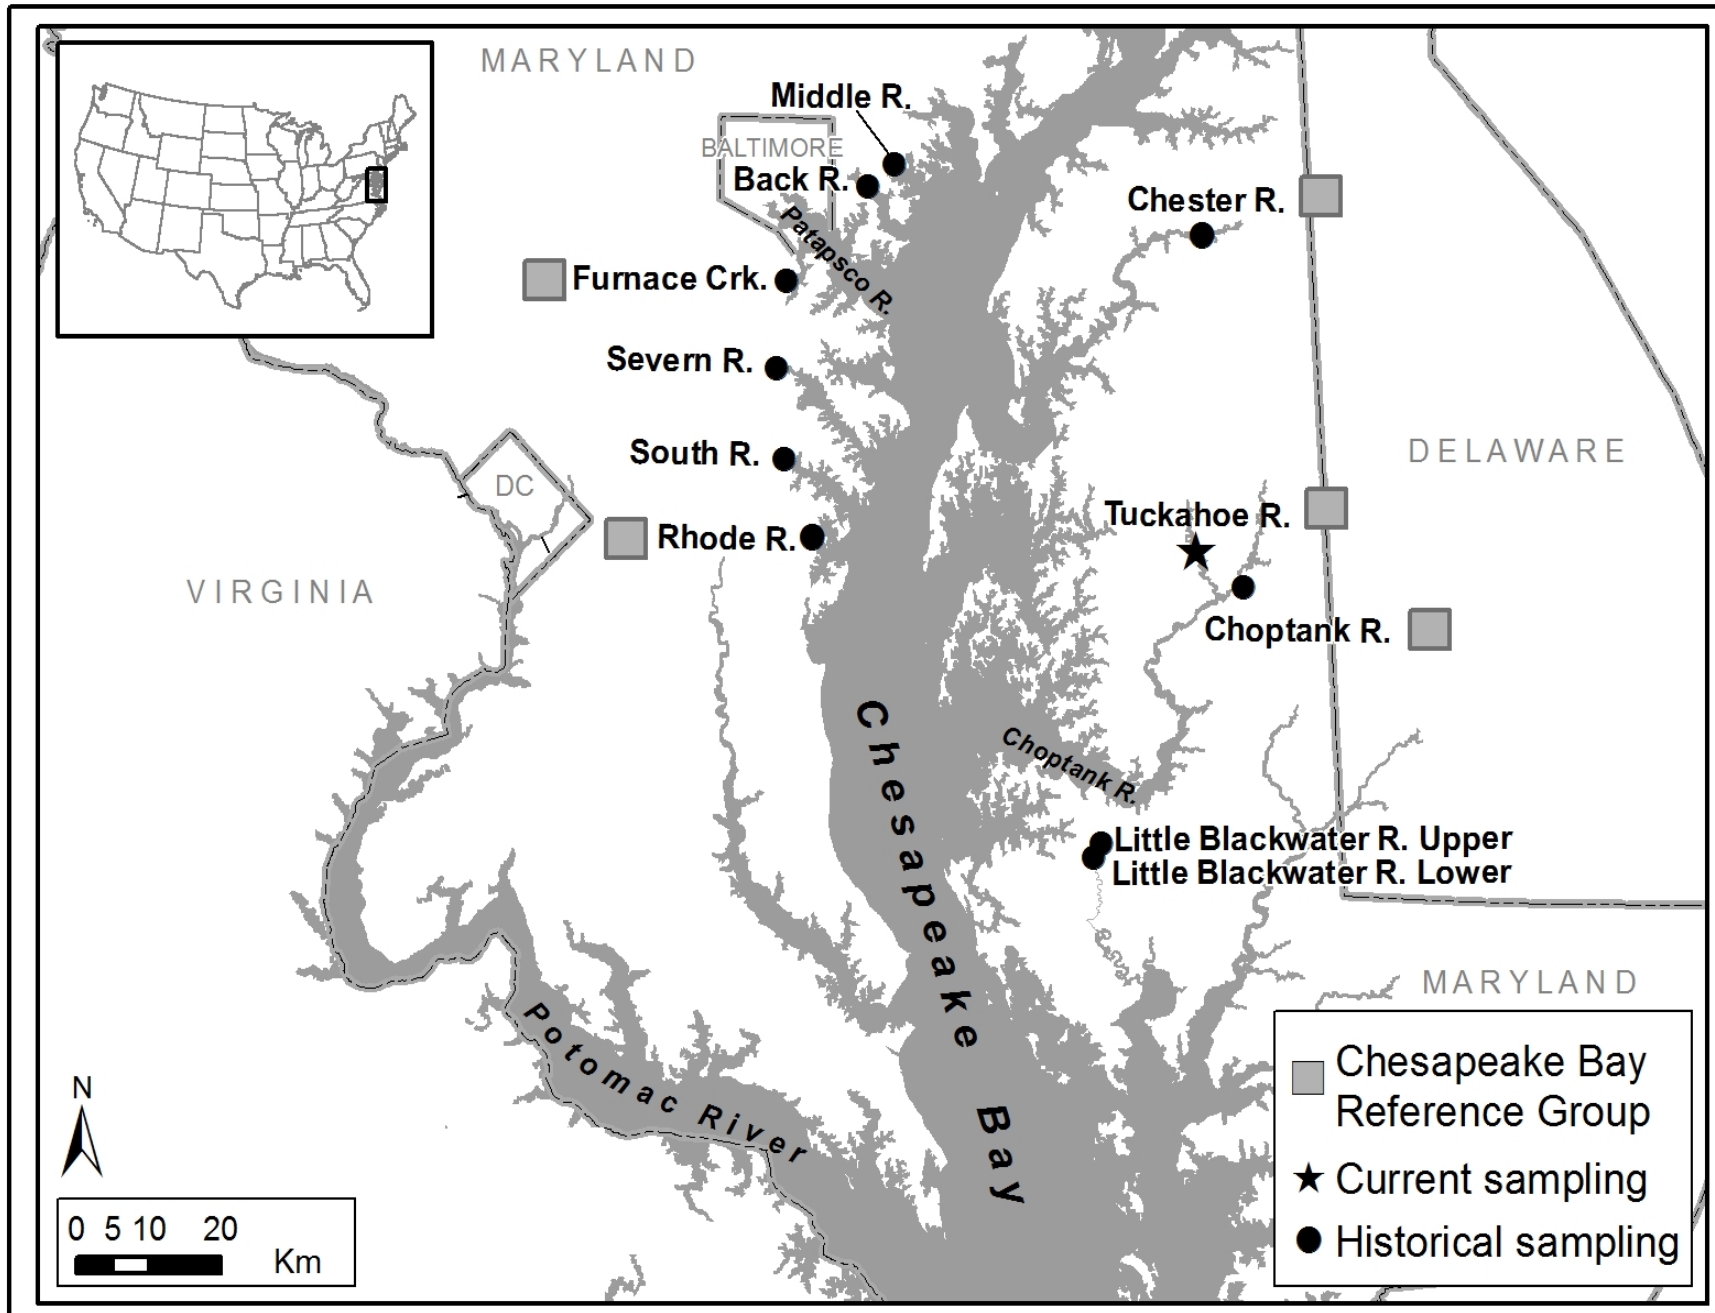 MARYLAND
Middle R.
BALTIMORE
Back R.
Patapsco R.
Chester R.
Furnace Crk.
Severn R.
South R.
DELAWARE
DC
Tuckahoe R.
Rhode R.
VIRGINIA
Choptank R.
Choptank R.
Chesapeake Bay
Little Blackwater R. Upper
Little Blackwater R. Lower
MARYLAND
Potomac River
N
0 5 10 20
Km
Chesapeake Bay
Reference Group
Current sampling
Historical sampling